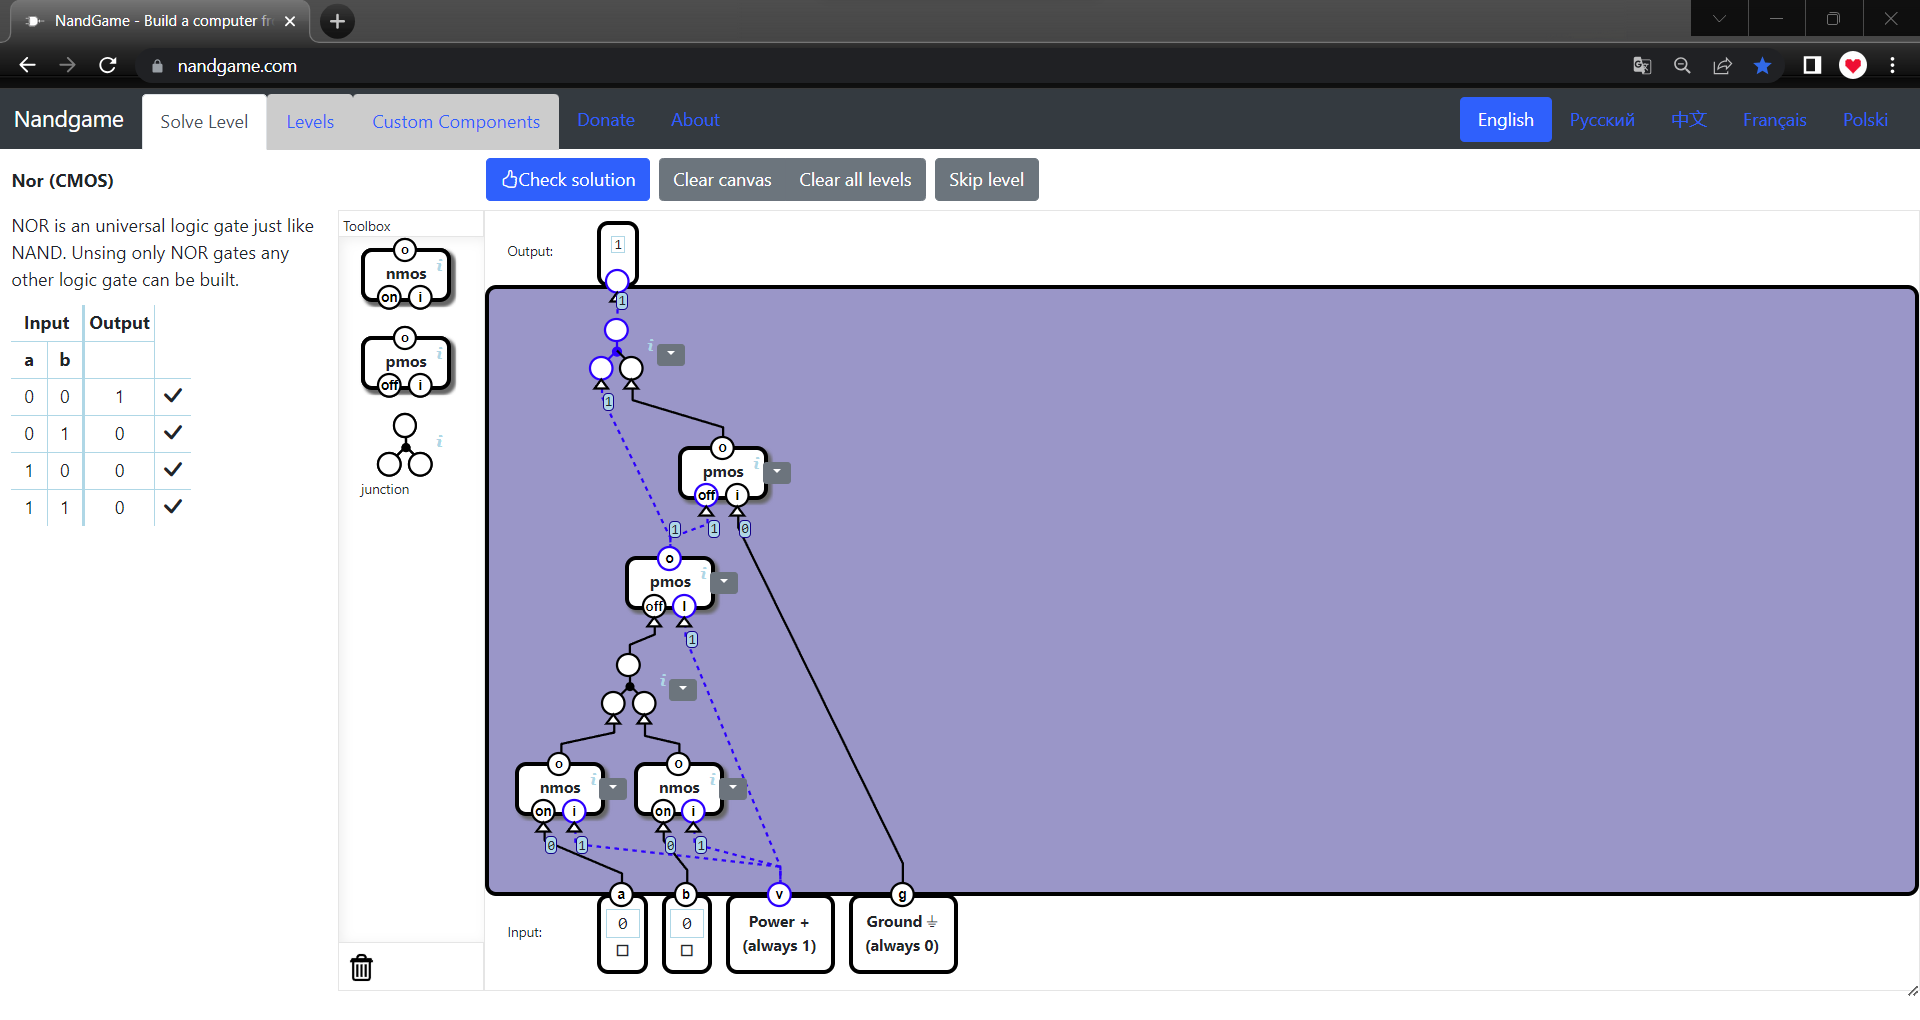 NandGame - Build a computer fr
nandgame.com
Nandgame
Solve Level
Levels
Custom Components
Donate
About
English
Русский
中文
Français
Polski
Nor (CMOS)
NOR is an universal logic gate just like
NAND. Unsing only NOR gates any
other logic gate can be built.
Input Output
a b
0 0 1
0 1 0
1 0 0
1 1 0
Check solution
Clear canvas
Clear all levels
Skip level
Toolbox
o
nmos i
on i
o
pmos i
off i
i
junction
Output:
1
1
i
1
o
pmos i
off i
1 1 0
o
pmos i
off I
1
i
o o
nmos i nmos i
on i on i
0 1 0 1
a b v g
Input:
0 0
Power +
(always 1)
Ground ⏚
(always 0)